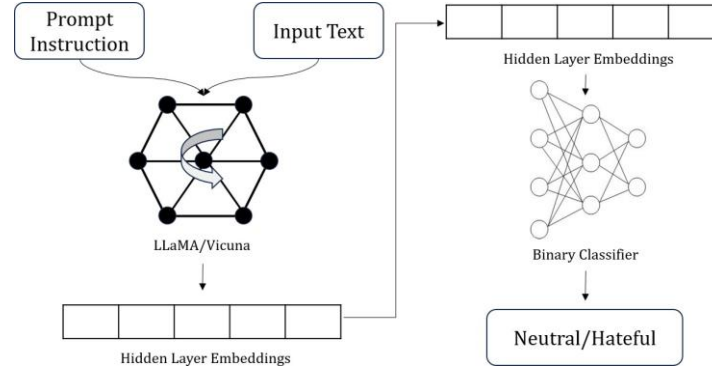 Prompt
Instruction
Input Text
LLaMA/Vicuna
Hidden Layer Embeddings
Hidden Layer Embeddings
Binary Classifier
Neutral/Hateful